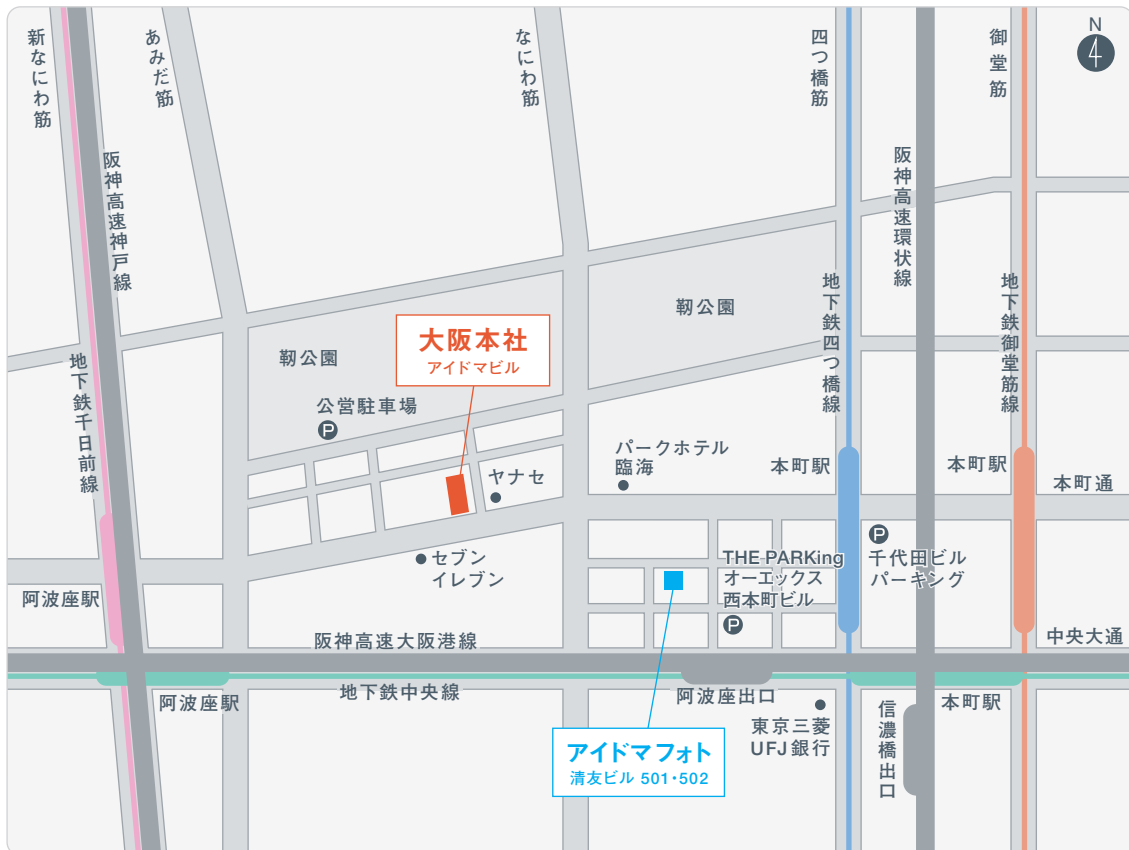 新なにわ筋
あみだ筋
なにわ筋
四つ橋筋
御堂筋
N
阪神高速神戸線
阪神高速環状線
地下鉄四つ橋線
地下鉄御堂筋線
靭公園
靭公園
大阪本社
アイドマビル
地下鉄千日前線
公営駐車場
P
パークホテル
臨海
ヤナセ
本町駅
本町駅
本町通
セブン
イレブン
THE PARKing
オーエックス
西本町ビル
P
P
千代田ビル
パーキング
阿波座駅
阪神高速大阪港線
中央大通
阿波座駅
地下鉄中央線
阿波座出口
本町駅
東京三菱
UFJ銀行
信濃橋出口
アイドマフォト
清友ビル 501・502